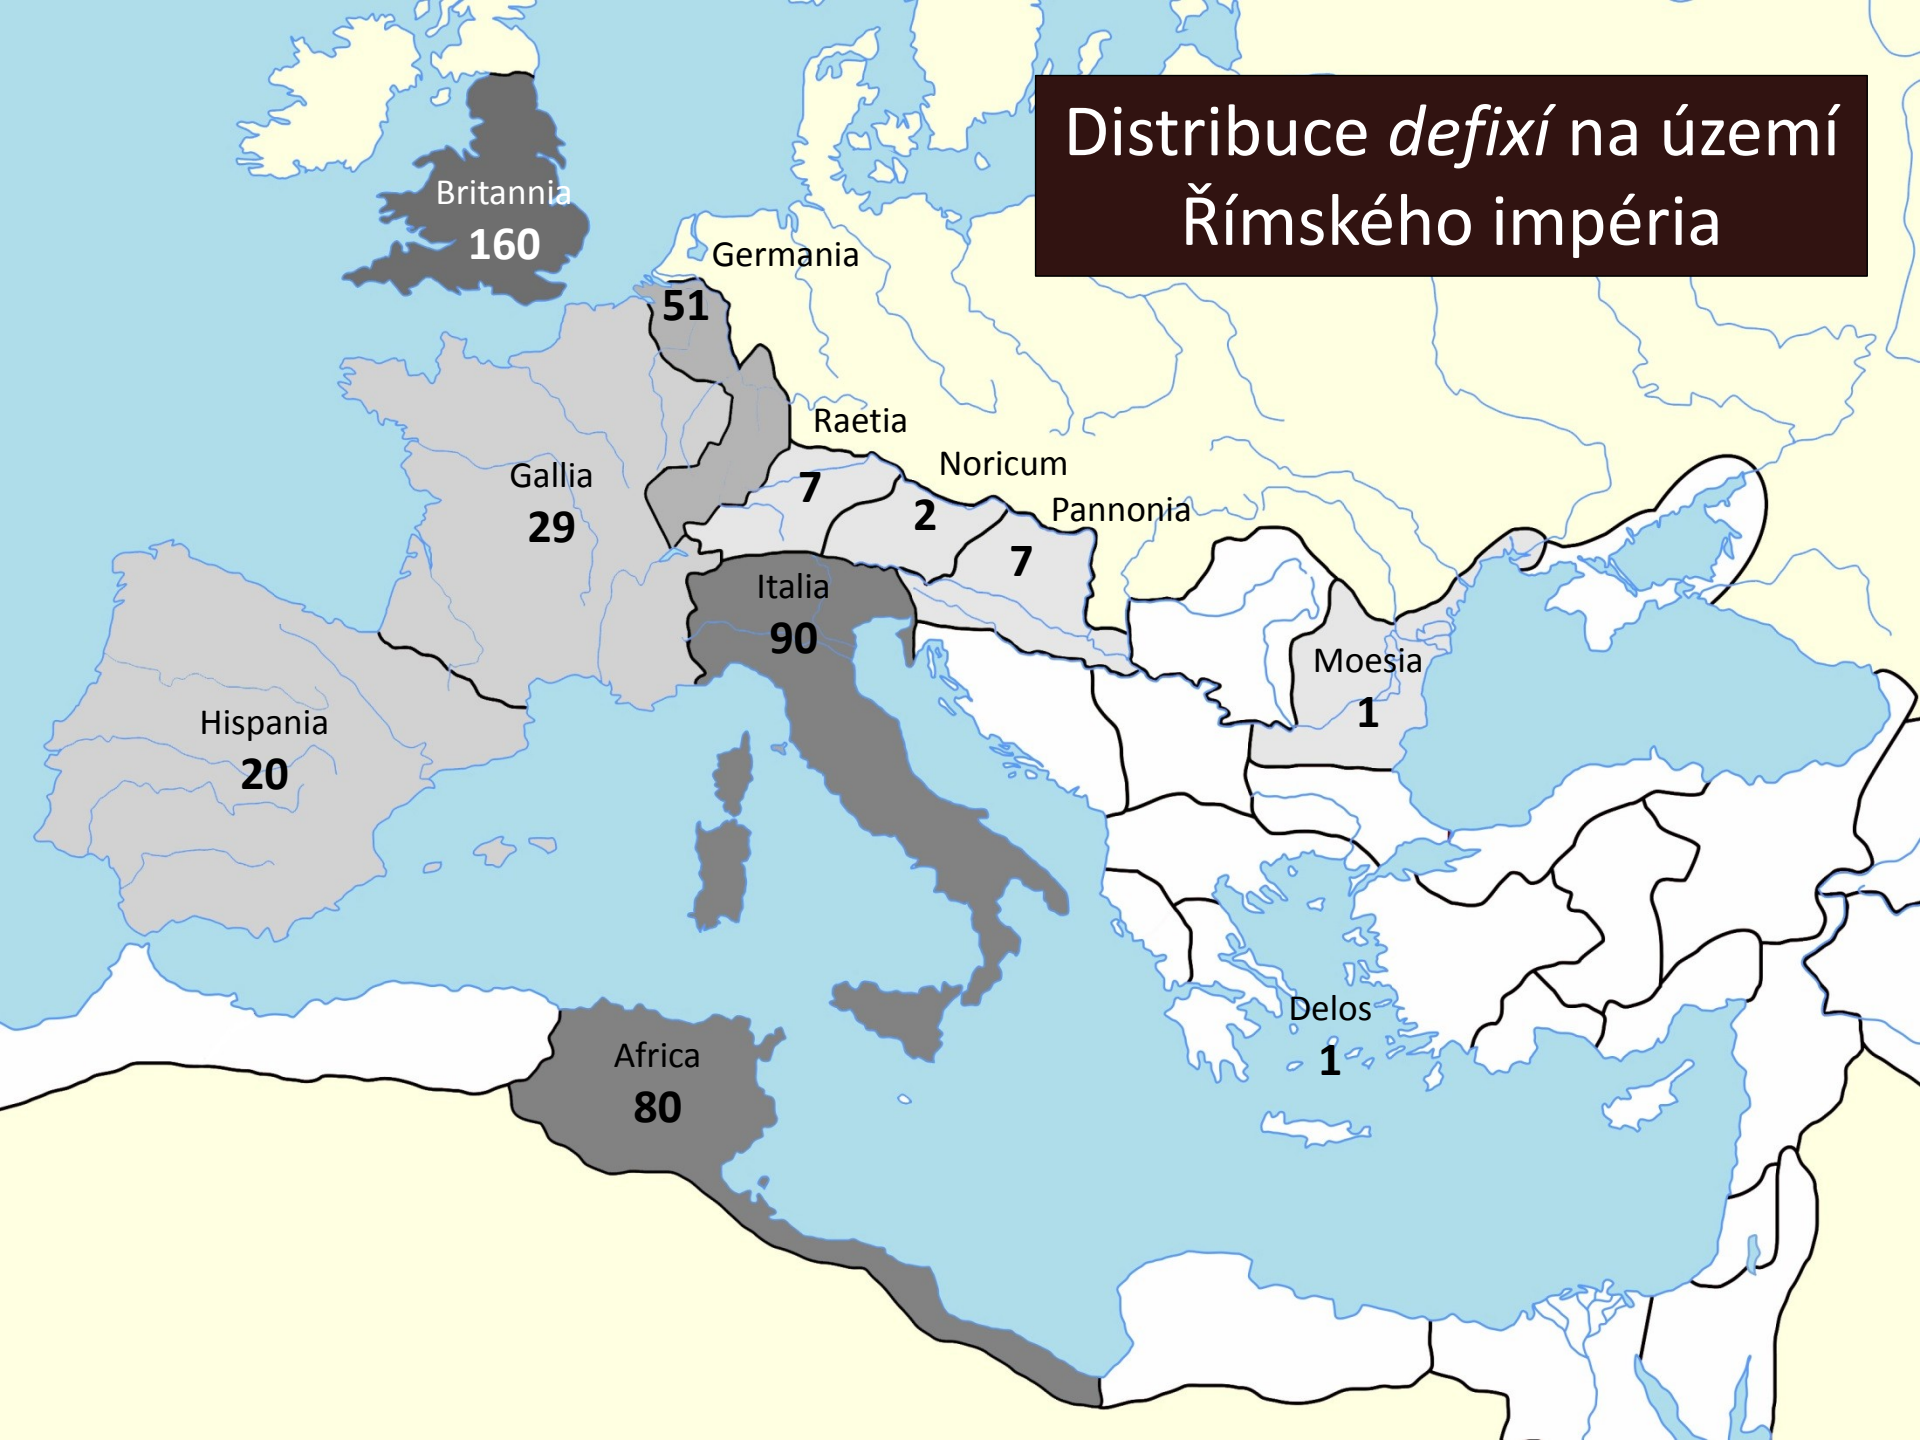 Distribuce defixí na území
Římského impéria
Britannia
160
Germania
51
Raetia
7
Noricum
2
Pannonia
7
Gallia
29
Italia
90
Moesia
1
Hispania
20
Delos
1
Africa
80